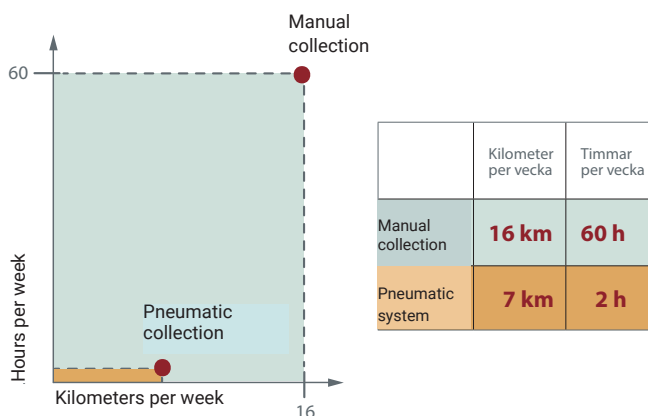 Manual
collection
60
.Hours per week
Pneumatic
collection
Kilometers per week
16
Kilometer
per vecka
Timmar
per vecka
Manual
collection
16 km
60 h
Pneumatic
system
7 km
2 h